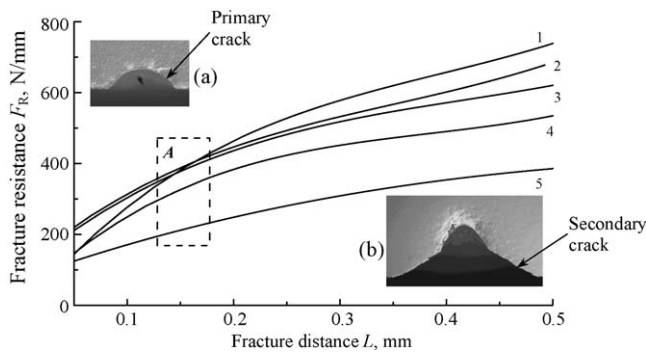 Fracture resistance F_R, N/mm
800
600
400
200
0
Primary
crack
(a)
A
1
2
3
4
5
(b)
Secondary
crack
0.1
0.2
0.3
0.4
0.5
Fracture distance L, mm